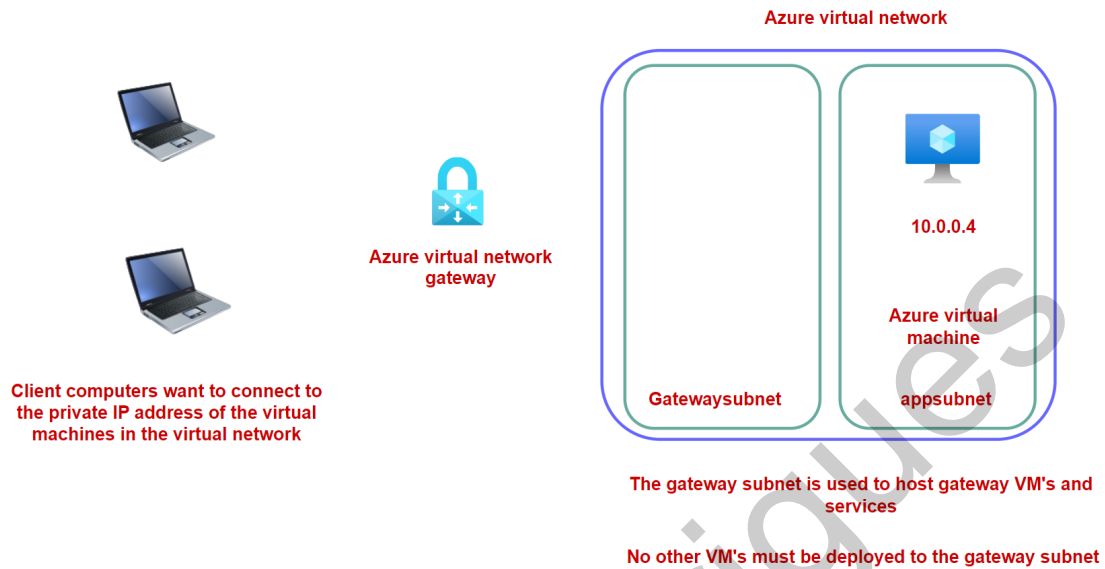 Azure virtual network
10.0.0.4
Azure virtual network
gateway
Azure virtual
machine
Client computers want to connect to
the private IP address of the virtual
machines in the virtual network
Gatewaysubnet
appsubnet
The gateway subnet is used to host gateway VM's and
services
No other VM's must be deployed to the gateway subnet